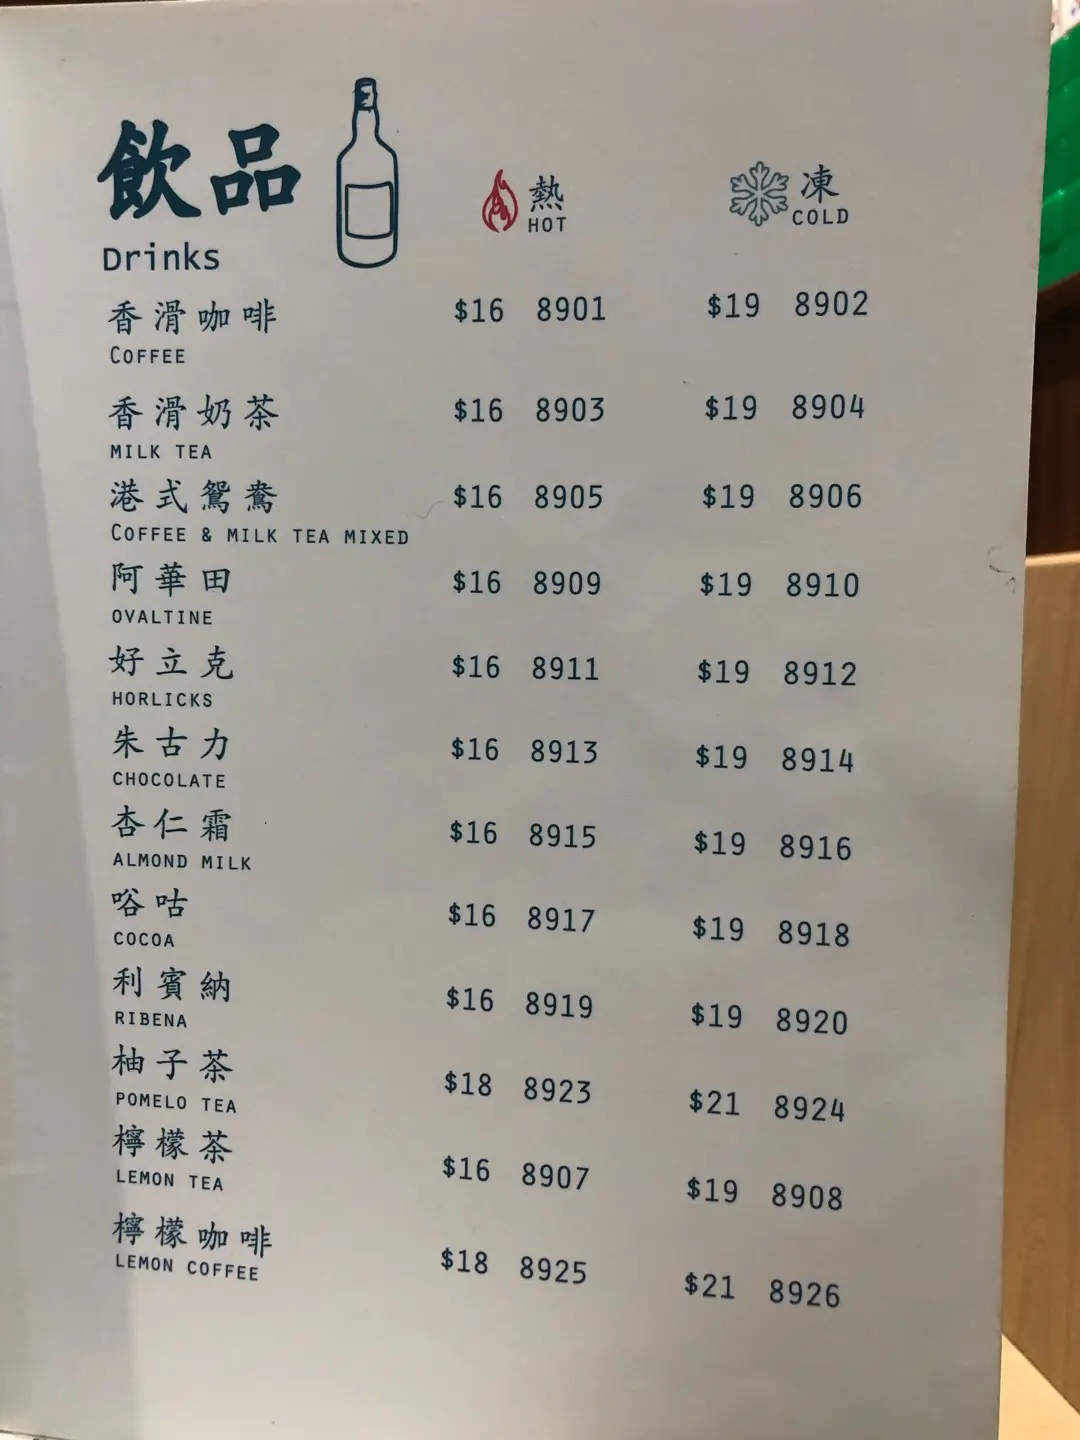 飲品
Drinks
熱
HOT
凍
COLD
香滑咖啡 $16 8901 $19 8902
COFFEE
香滑奶茶 $16 8903 $19 8904
MILK TEA
港式鴛鴦 $16 8905 $19 8906
COFFEE & MILK TEA MIXED
阿華田 $16 8909 $19 8910
OVALTINE
好立克 $16 8911 $19 8912
HORLICKS
朱古力 $16 8913 $19 8914
CHOCOLATE
杏仁霜 $16 8915 $19 8916
ALMOND MILK
唂咕 $16 8917 $19 8918
COCOA
利賓納 $16 8919 $19 8920
RIBENA
柚子茶 $18 8923 $21 8924
POMELO TEA
檸檬茶 $16 8907 $19 8908
LEMON TEA
檸檬咖啡 $18 8925 $21 8926
LEMON COFFEE